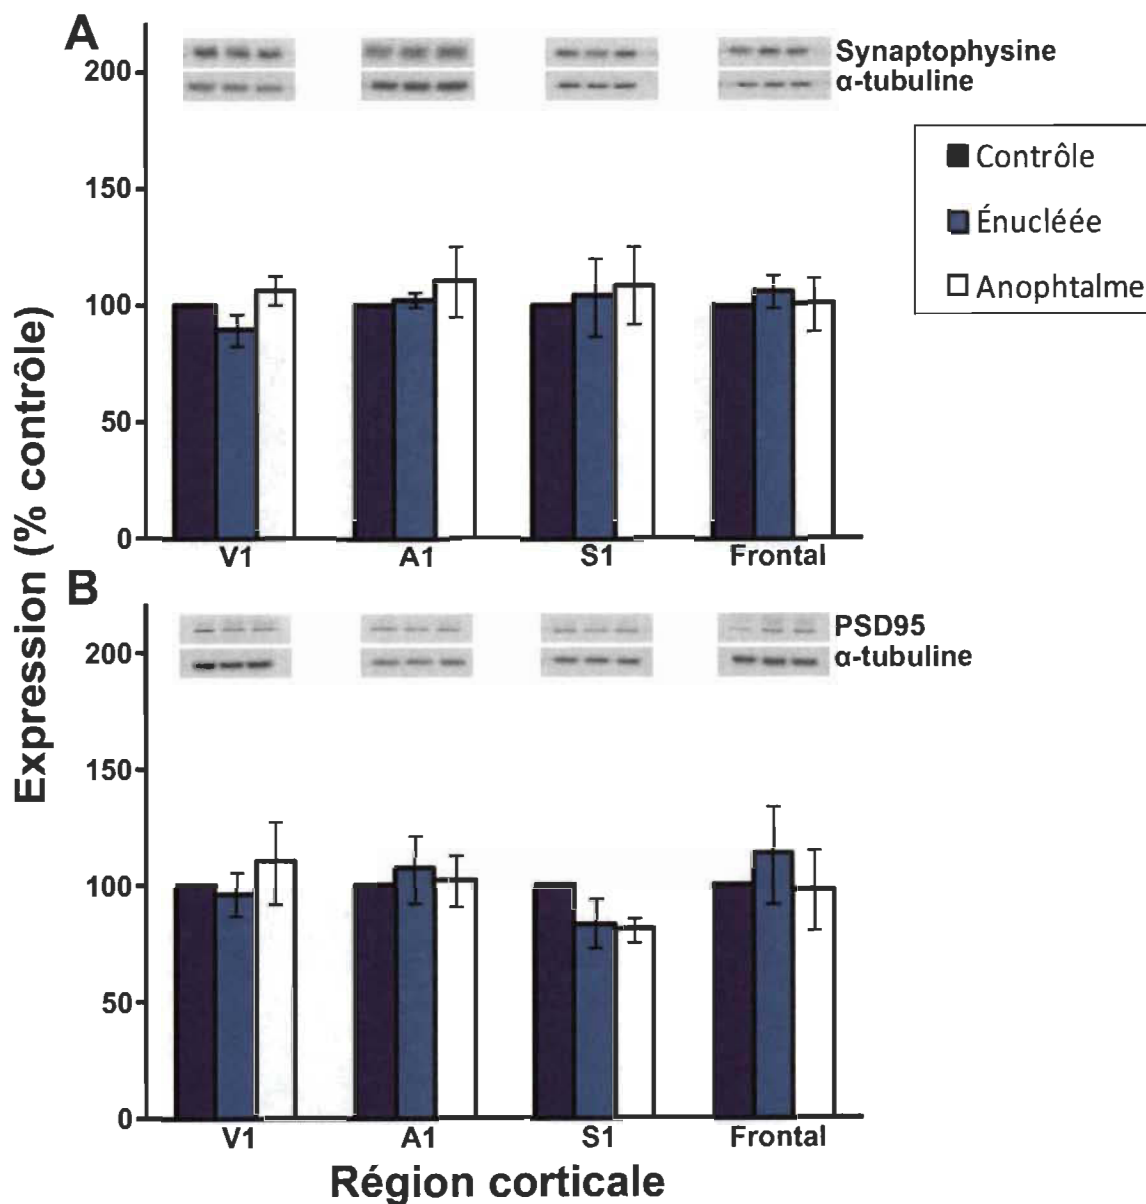 A
Synaptophysine
α-tubuline
200
150
100
50
0
Contrôle
Énucléée
Anophtalme
V1 A1 S1 Frontal
Expression (% contrôle)
B
PSD95
α-tubuline
200
150
100
50
0
V1 A1 S1 Frontal
Région corticale